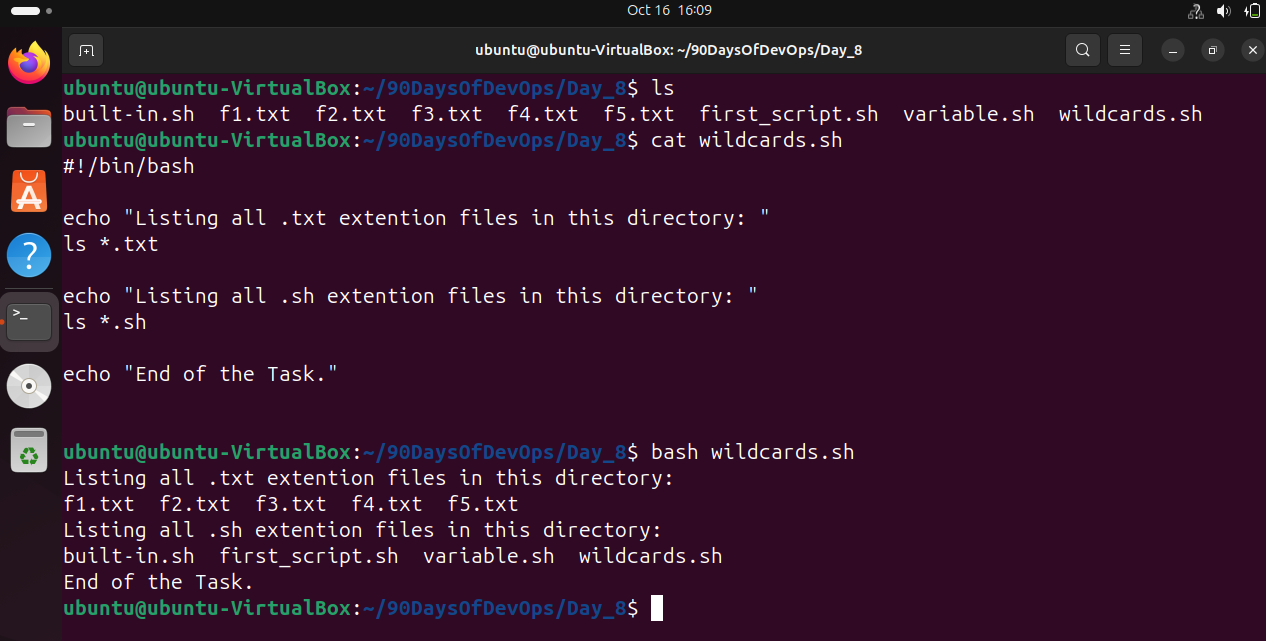 Oct 16 16:09
ubuntu@ubuntu-VirtualBox: ~/90DaysOfDevOps/Day_8
ubuntu@ubuntu-VirtualBox:~/90DaysOfDevOps/Day_8$ ls
built-in.sh  f1.txt  f2.txt  f3.txt  f4.txt  f5.txt  first_script.sh  variable.sh  wildcards.sh
ubuntu@ubuntu-VirtualBox:~/90DaysOfDevOps/Day_8$ cat wildcards.sh
#!/bin/bash
echo "Listing all .txt extention files in this directory: "
ls *.txt
echo "Listing all .sh extention files in this directory: "
ls *.sh
echo "End of the Task."
ubuntu@ubuntu-VirtualBox:~/90DaysOfDevOps/Day_8$ bash wildcards.sh
Listing all .txt extention files in this directory:
f1.txt  f2.txt  f3.txt  f4.txt  f5.txt
Listing all .sh extention files in this directory:
built-in.sh  first_script.sh  variable.sh  wildcards.sh
End of the Task.
ubuntu@ubuntu-VirtualBox:~/90DaysOfDevOps/Day_8$